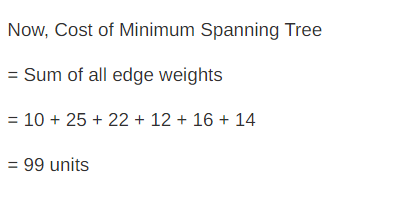 Now, Cost of Minimum Spanning Tree
= Sum of all edge weights
= 10 + 25 + 22 + 12 + 16 + 14
= 99 units